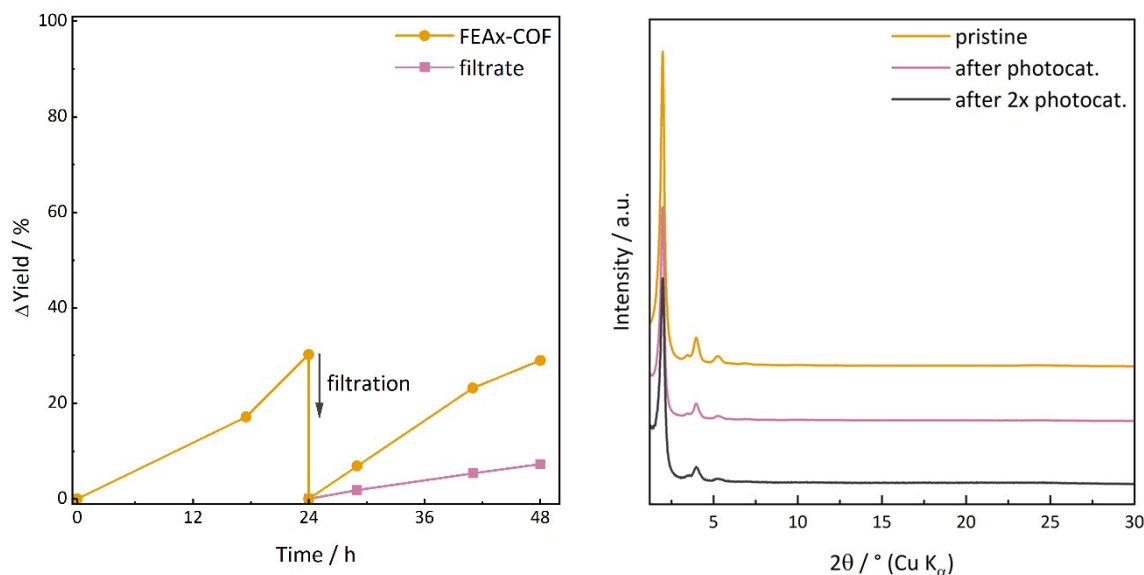 100
80
60
40
20
0
ΔYield / %
FEAx-COF
filtrate
filtration
0 12 24 36 48
Time / h
Intensity / a.u.
pristine
after photocat.
after 2x photocat.
5 10 15 20 25 30
2θ / ° (Cu Kα)